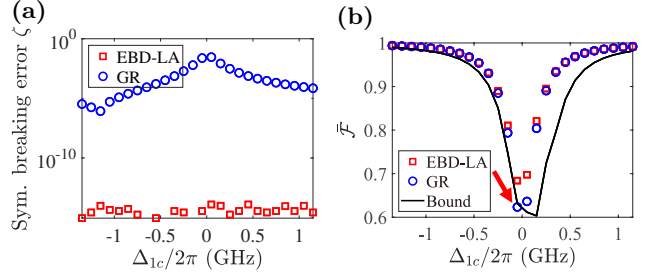 (a)
Sym. breaking error ζ
10^0
10^-10
EBD-LA
GR
-1 -0.5 0 0.5 1
Δ_1c/2π (GHz)
(b)
F̄
1
0.9
0.8
0.7
0.6
EBD-LA
GR
Bound
-1 -0.5 0 0.5 1
Δ_1c/2π (GHz)